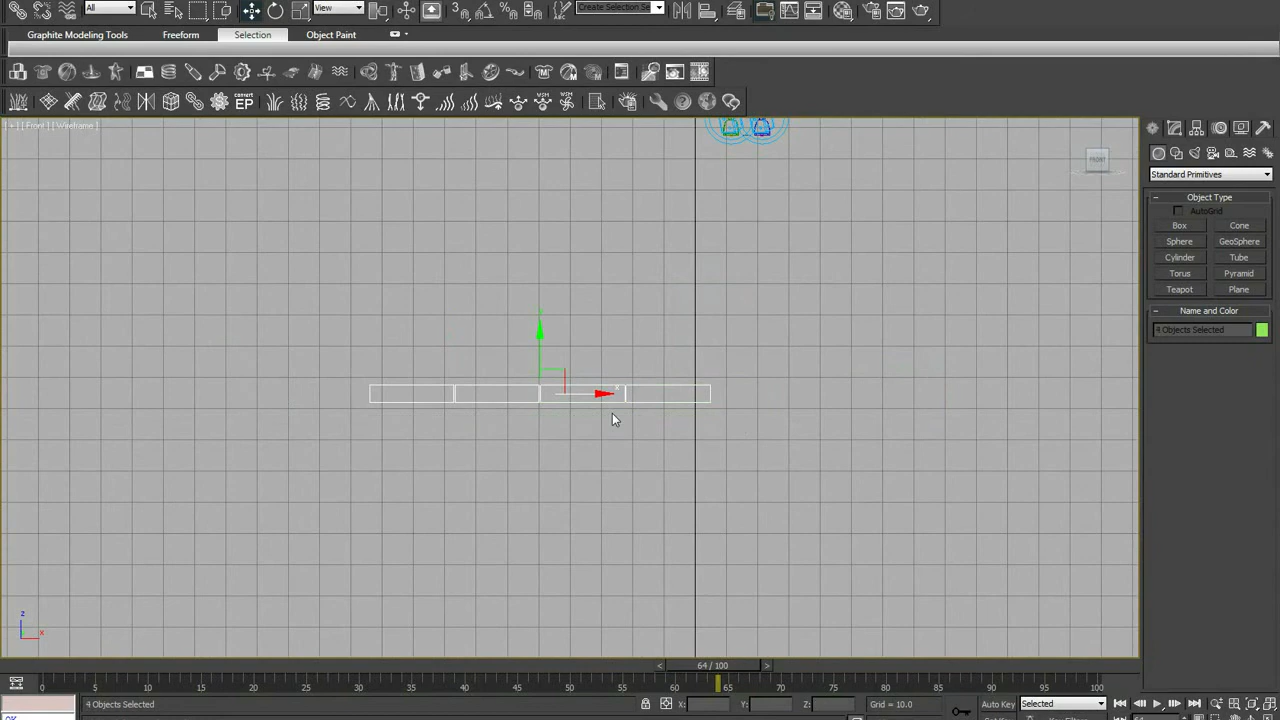 All
View
Create Selection Se
Graphite Modeling Tools Freeform Selection Object Paint
convert EP
VSM
[+] [Front] [Wireframe]
FRONT
Standard Primitives
Object Type
AutoGrid
Box Cone
Sphere GeoSphere
Cylinder Tube
Torus Pyramid
Teapot Plane
Name and Color
4 Objects Selected
x
z
x
< 64 / 100 >
0 5 10 15 20 25 30 35 40 45 50 55 60 65 70 75 80 85 90 95 100
4 Objects Selected X: Y: Z: Grid = 10.0 Auto Key Selected